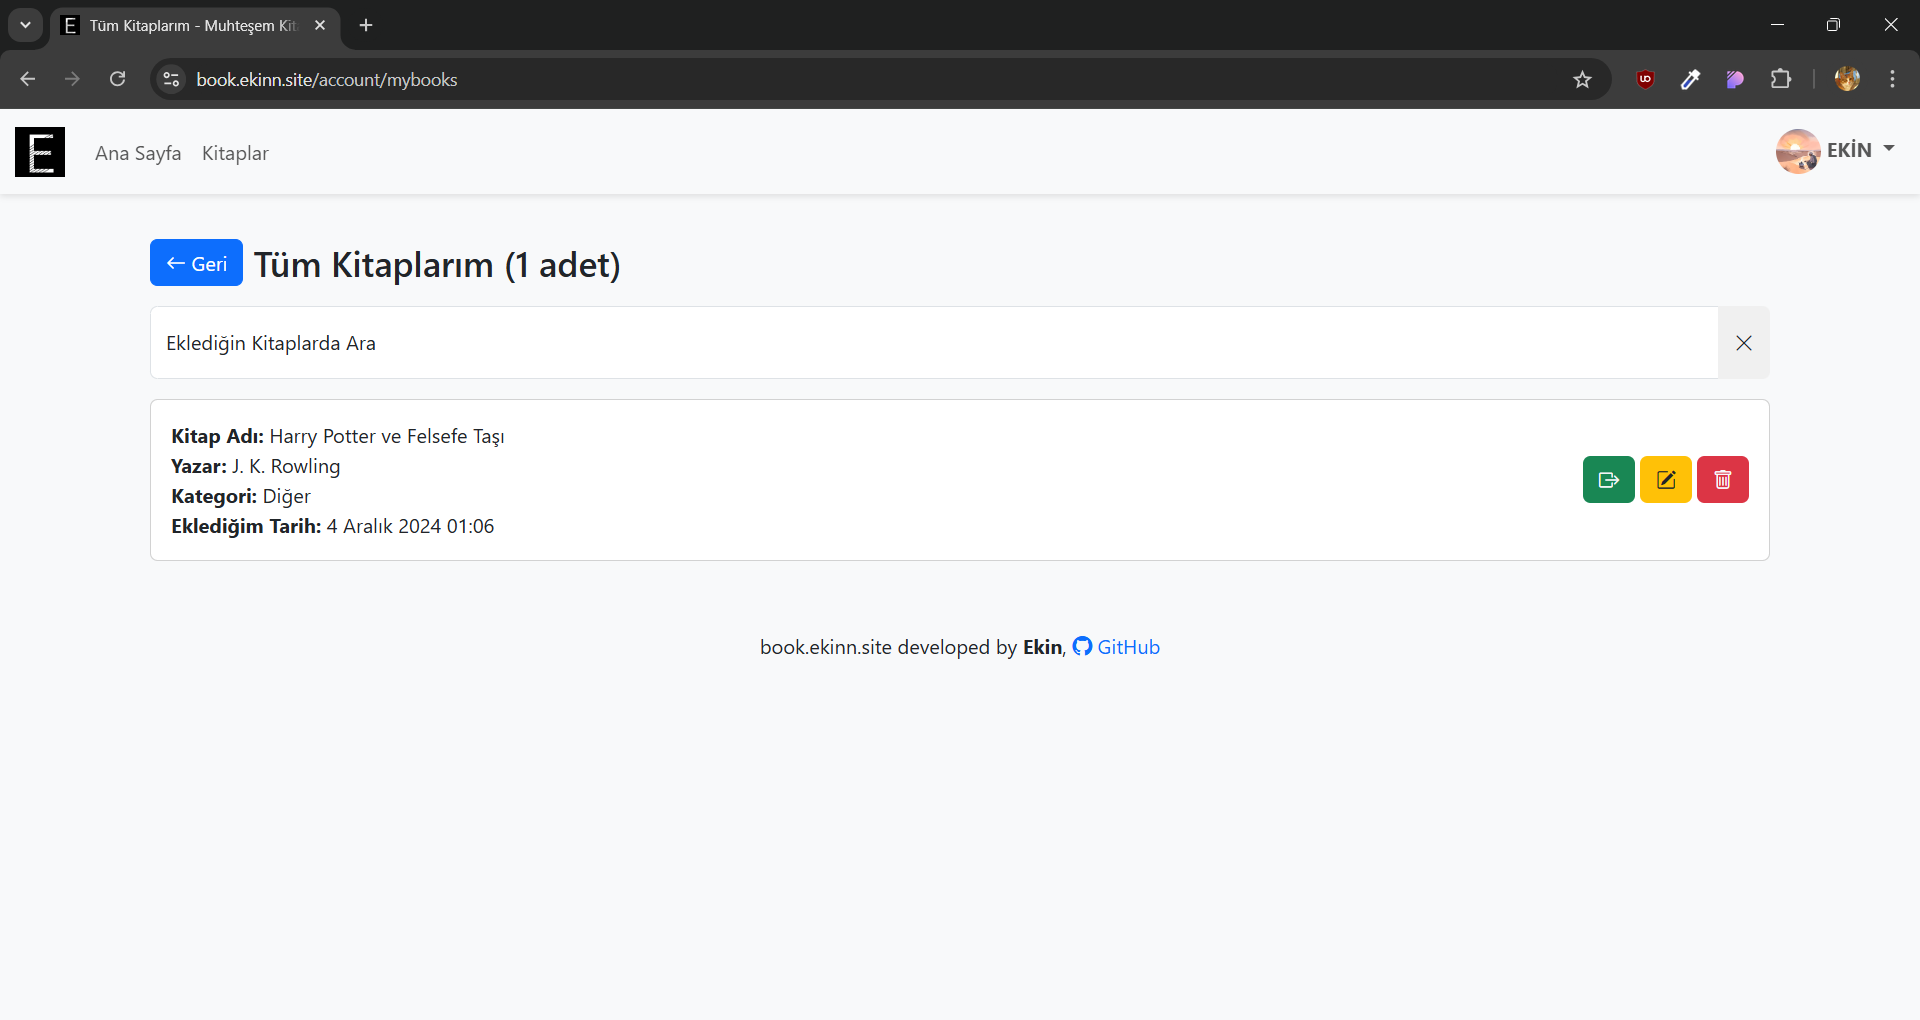 Tüm Kitaplarım - Muhteşem Kit
book.ekinn.site/account/mybooks
E
Ana Sayfa Kitaplar
EKİN
← Geri
Tüm Kitaplarım (1 adet)
Eklediğin Kitaplarda Ara
Kitap Adı: Harry Potter ve Felsefe Taşı
Yazar: J. K. Rowling
Kategori: Diğer
Eklediğim Tarih: 4 Aralık 2024 01:06
book.ekinn.site developed by Ekin, GitHub